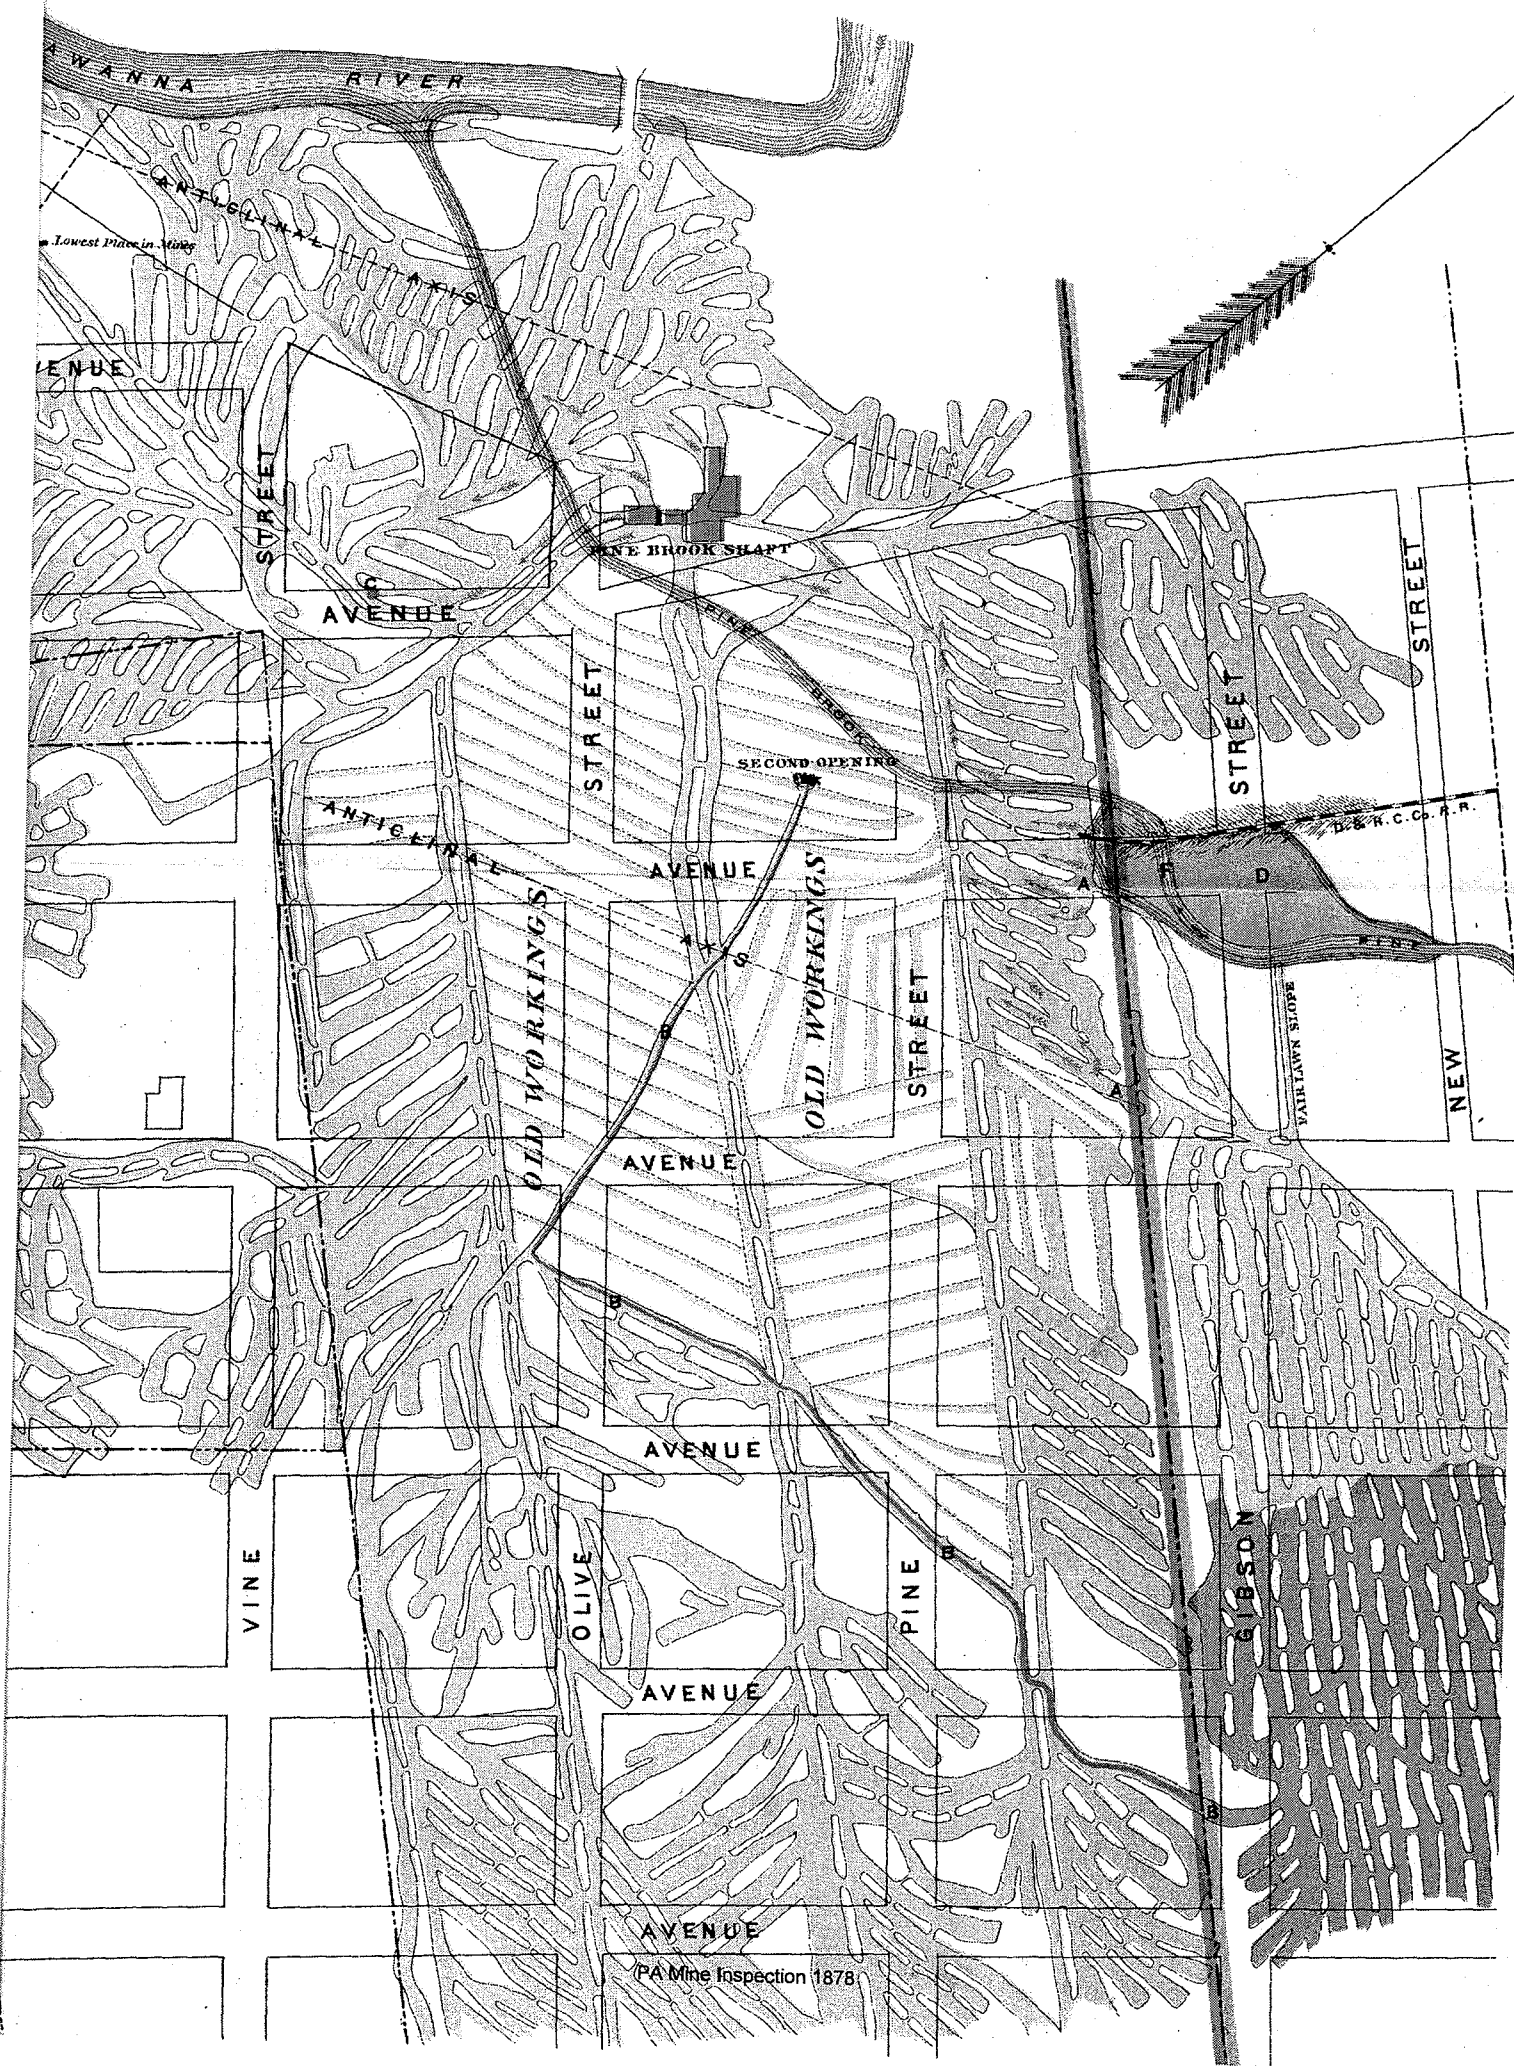 AWANNA RIVER
ANTICLINAL AXIS
Lowest Place in Mines
ENUE
STREET
PINE BROOK SHAFT
C
AVENUE
PINE
BROOK
STREET
STREET
STREET
SECOND OPENING
D. & H. C. Co. R. R.
ANTICLINAL
AXIS
AVENUE
A
F
D
PINE
OLD WORKINGS
OLD WORKINGS
STREET
B
FAIR LAWN SLOPE
A
NEW
AVENUE
B
AVENUE
VINE
OLIVE
PINE
B
GIBSON
AVENUE
B
AVENUE
PA Mine Inspection 1878